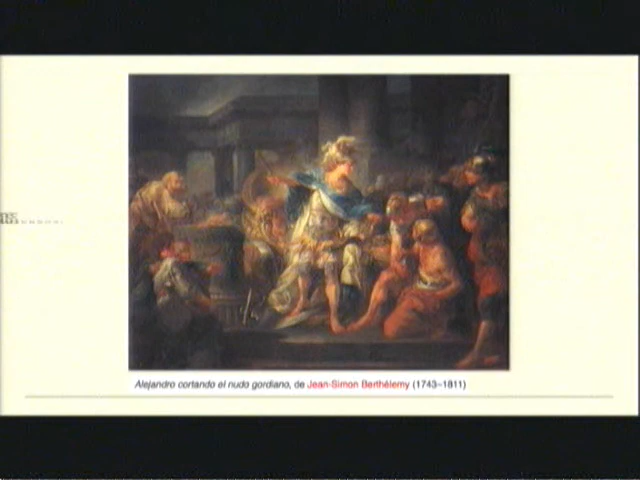 Alejandro cortando el nudo gordiano, de Jean-Simon Berthélemy (1743–1811)